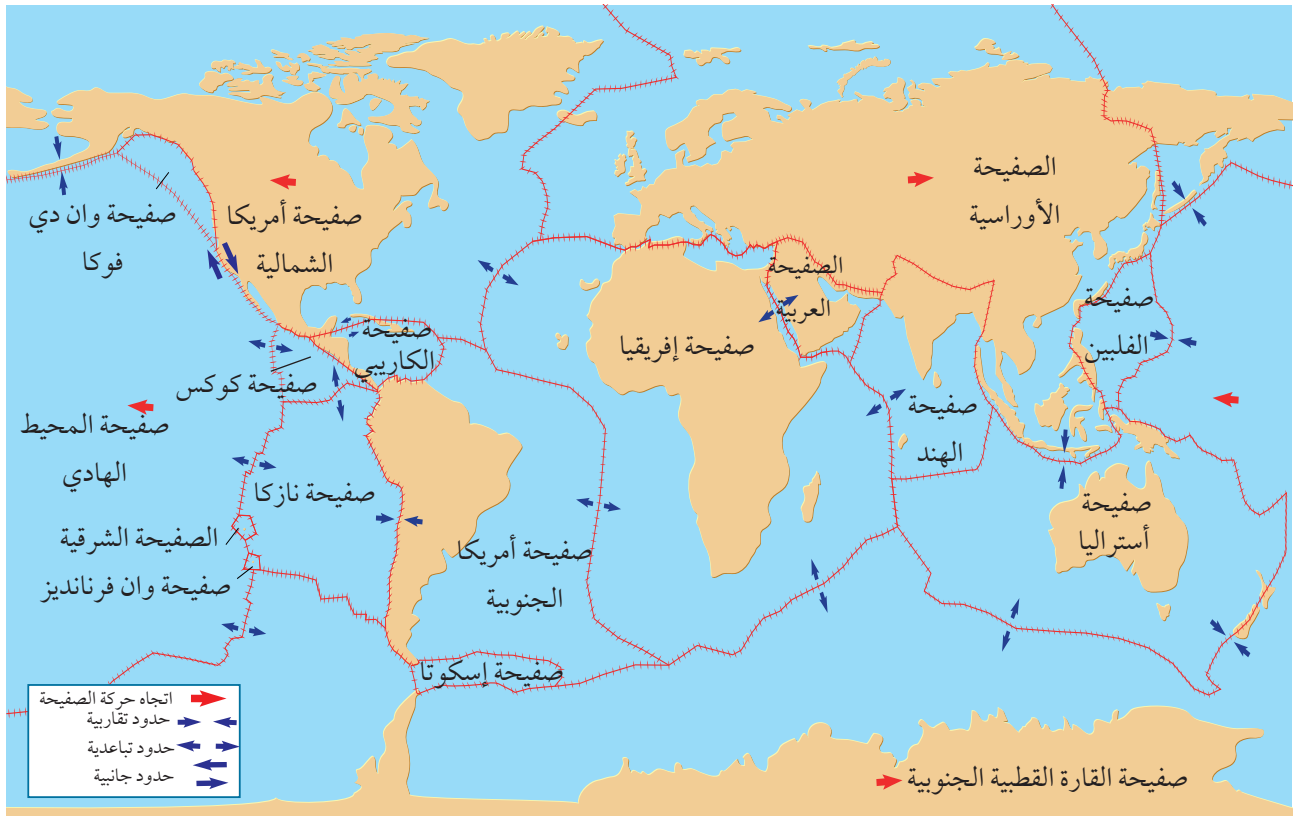 الصفيحة
الأوراسية
صفيحة أمريكا
الشمالية
صفيحة وان دي
فوكا
الصفيحة
العربية
صفيحة
الفلبين
صفيحة إفريقيا
صفيحة
الكاريبي
صفيحة كوكس
صفيحة
الهند
صفيحة المحيط
الهادي
صفيحة نازكا
صفيحة
أستراليا
صفيحة أمريكا
الجنوبية
الصفيحة الشرقية
صفيحة وان فرنانديز
صفيحة إسكوتا
صفيحة القارة القطبية الجنوبية
اتجاه حركة الصفيحة
حدود تقاربية
حدود تباعدية
حدود جانبية